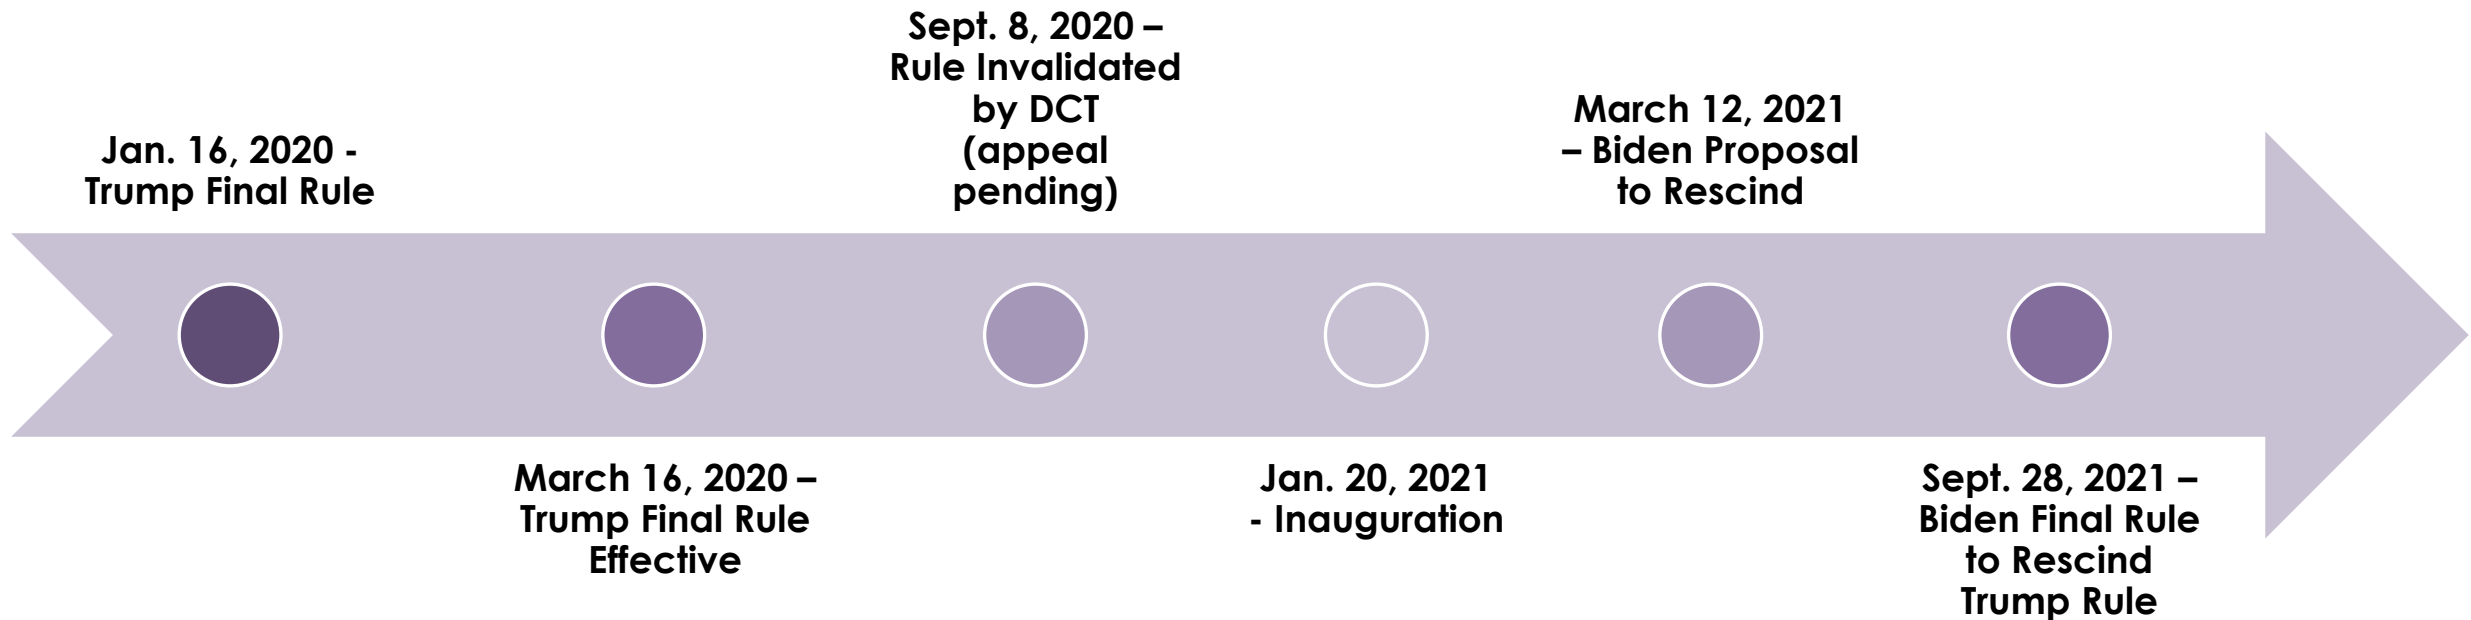 Jan. 16, 2020 -
Trump Final Rule
March 16, 2020 –
Trump Final Rule
Effective
Sept. 8, 2020 –
Rule Invalidated
by DCT
(appeal
pending)
Jan. 20, 2021
- Inauguration
March 12, 2021
– Biden Proposal
to Rescind
Sept. 28, 2021 –
Biden Final Rule
to Rescind
Trump Rule